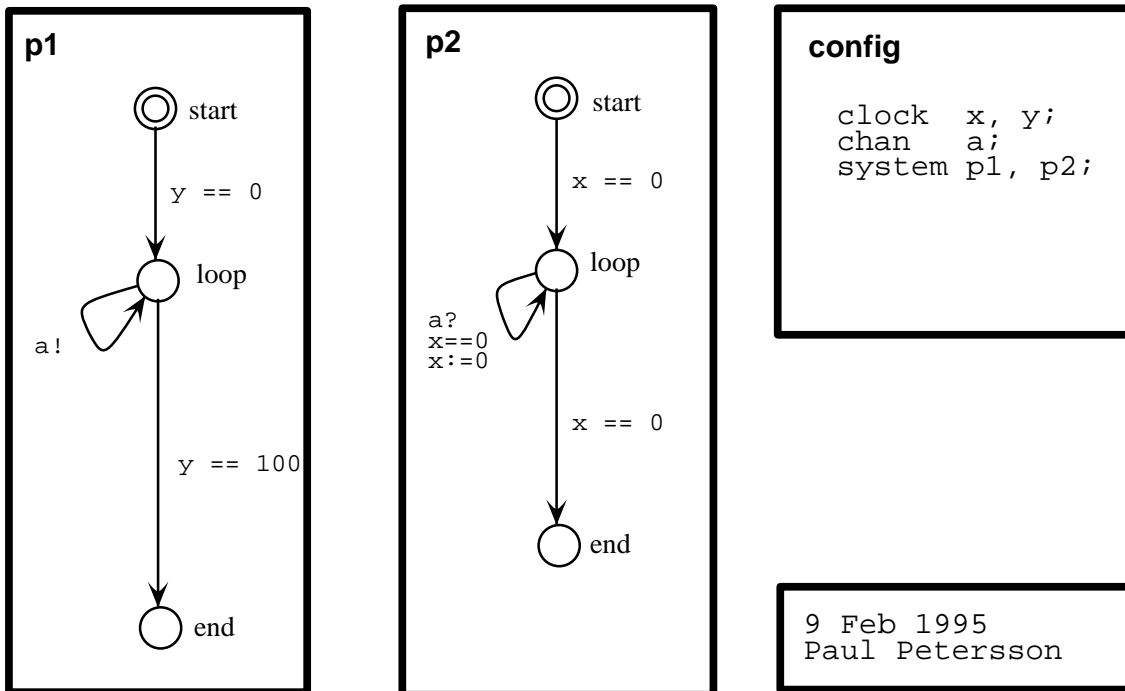 p1
start
y == 0
loop
a!
y == 100
end
p2
start
x == 0
loop
a?
x==0
x:=0
x == 0
end
config
clock x, y;
chan a;
system p1, p2;
9 Feb 1995
Paul Petersson